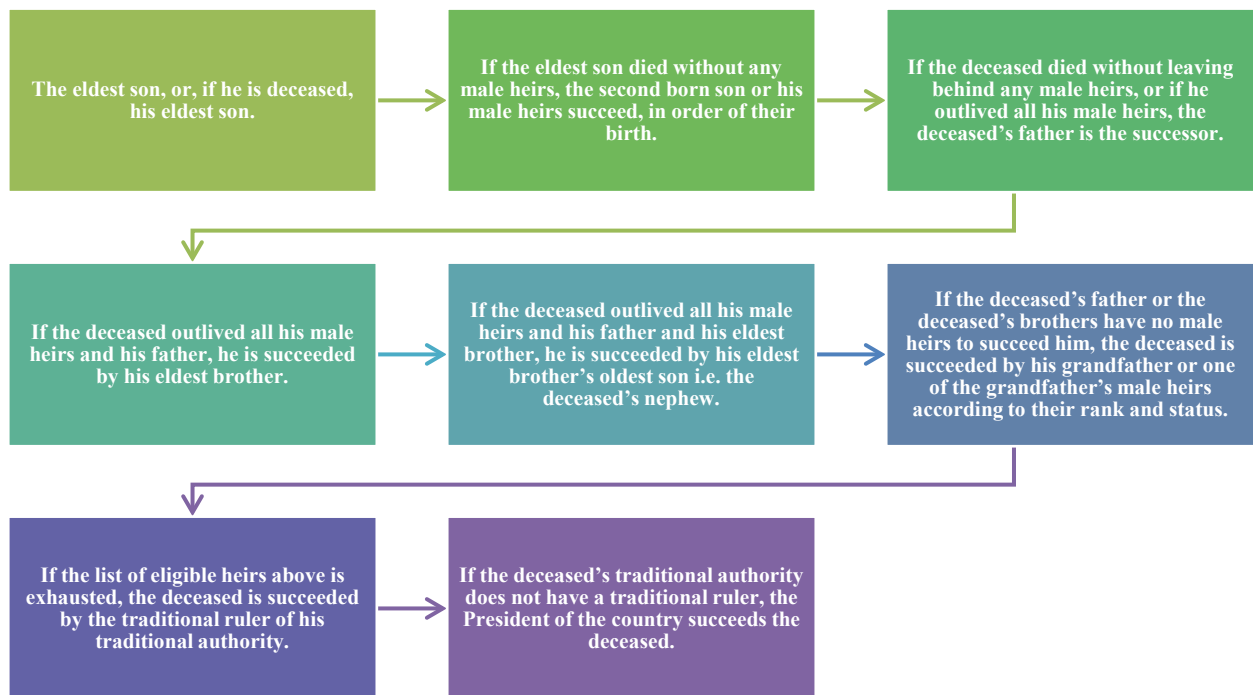 The eldest son, or, if he is deceased,
his eldest son.
If the eldest son died without any
male heirs, the second born son or his
male heirs succeed, in order of their
birth.
If the deceased died without leaving
behind any male heirs, or if he
outlived all his male heirs, the
deceased’s father is the successor.
If the deceased outlived all his male
heirs and his father, he is succeeded
by his eldest brother.
If the deceased outlived all his male
heirs and his father and his eldest
brother, he is succeeded by his eldest
brother’s oldest son i.e. the
deceased’s nephew.
If the deceased’s father or the
deceased’s brothers have no male
heirs to succeed him, the deceased is
succeeded by his grandfather or one
of the grandfather’s male heirs
according to their rank and status.
If the list of eligible heirs above is
exhausted, the deceased is succeeded
by the traditional ruler of his
traditional authority.
If the deceased’s traditional authority
does not have a traditional ruler, the
President of the country succeeds the
deceased.